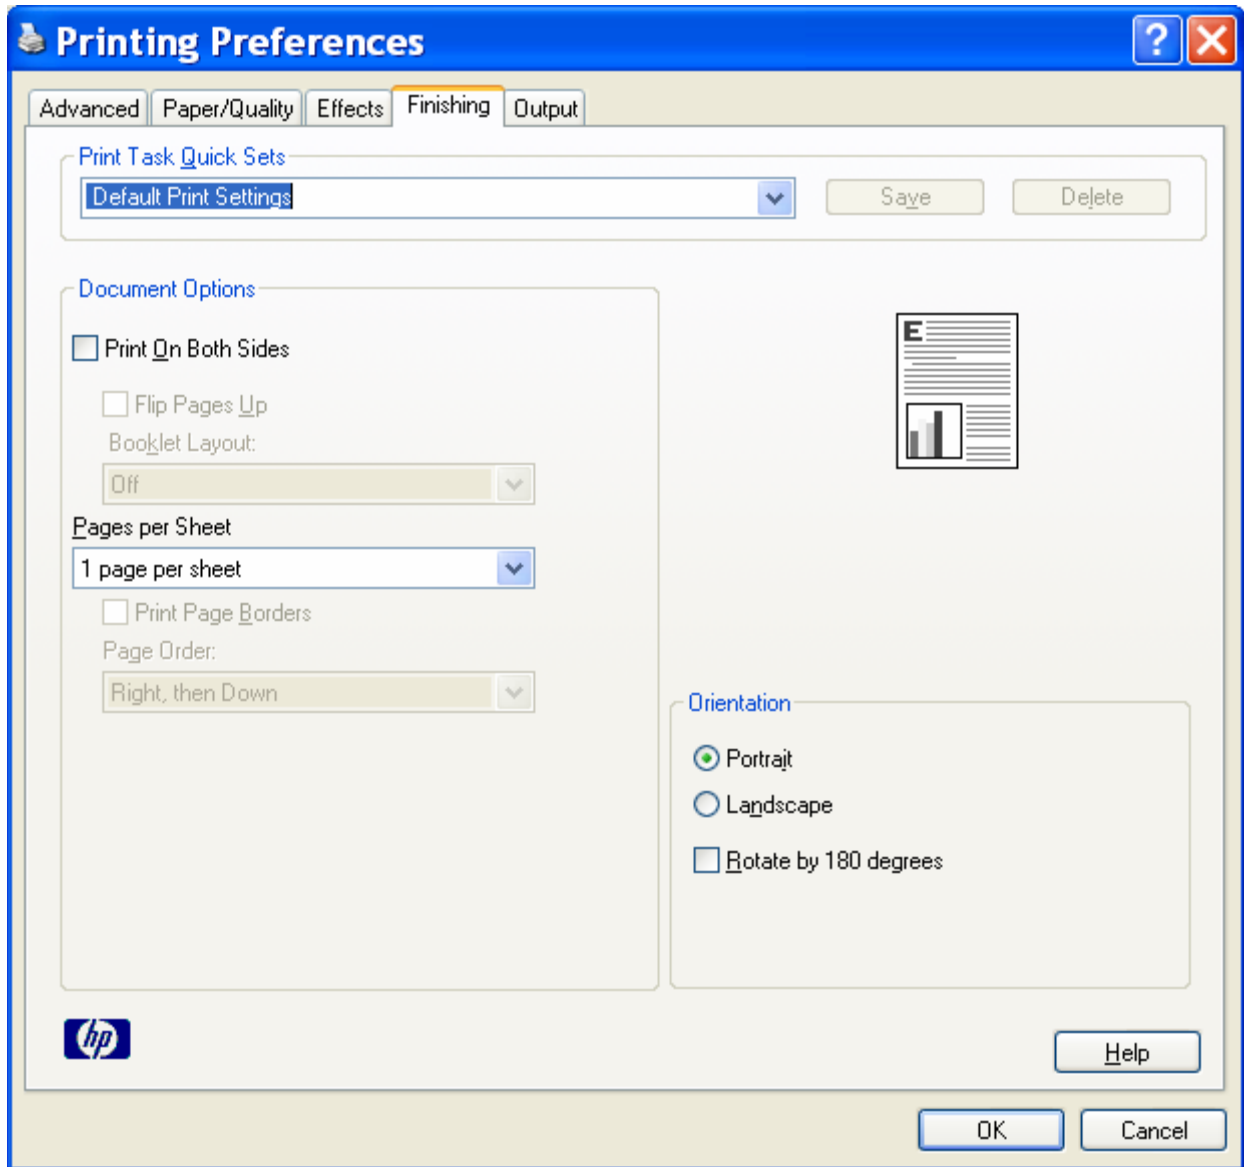 Printing Preferences
Advanced Paper/Quality Effects Finishing Output
Print Task Quick Sets
Default Print Settings Save Delete
Document Options
Print On Both Sides
E
Flip Pages Up
Booklet Layout:
Off
Pages per Sheet
1 page per sheet
Print Page Borders
Page Order:
Right, then Down
Orientation
Portrait
Landscape
Rotate by 180 degrees
hp
Help
OK Cancel